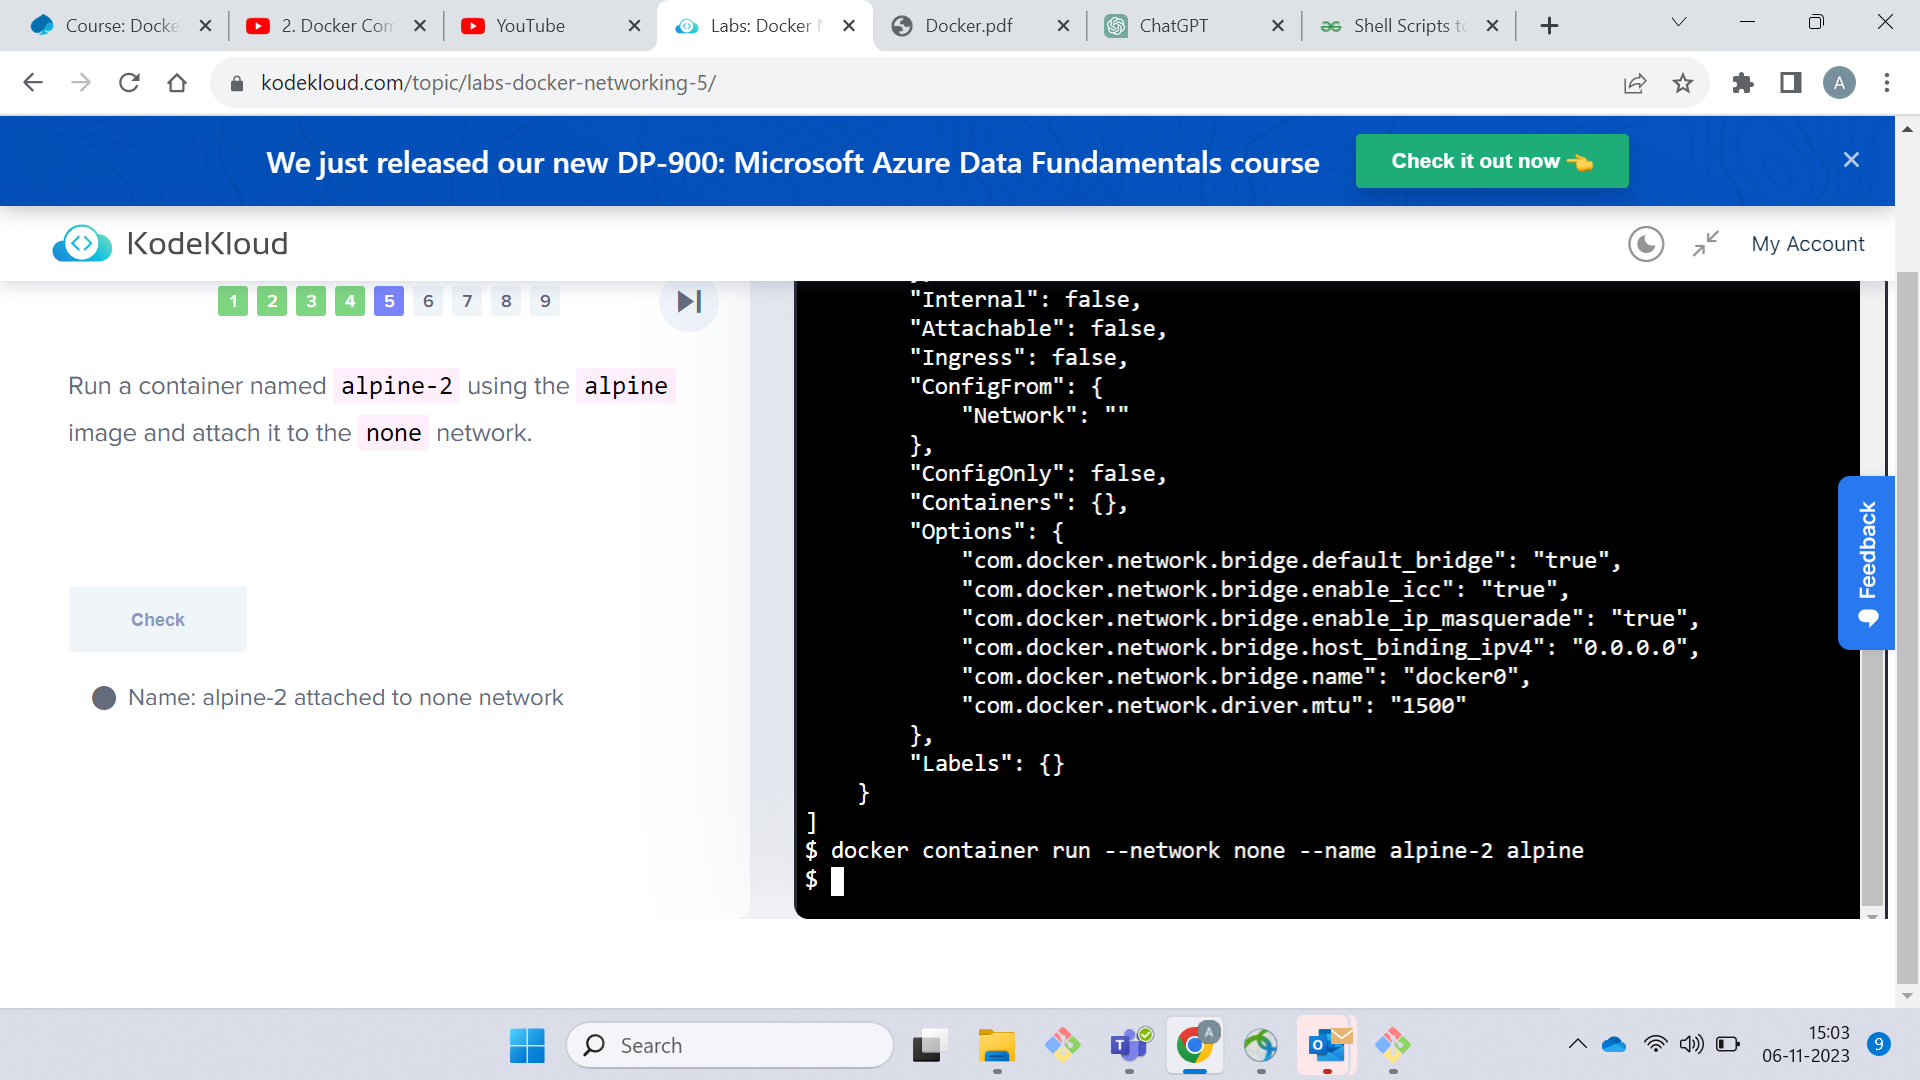 Course: Docke
2. Docker Con
YouTube
Labs: Docker N
Docker.pdf
ChatGPT
Shell Scripts to
kodekloud.com/topic/labs-docker-networking-5/
A
We just released our new DP-900: Microsoft Azure Data Fundamentals course
Check it out now 👈
KodeKloud
My Account
1 2 3 4 5 6 7 8 9
Run a container named alpine-2 using the alpine
image and attach it to the none network.
Check
Name: alpine-2 attached to none network
"Internal": false,
"Attachable": false,
"Ingress": false,
"ConfigFrom": {
"Network": ""
},
"ConfigOnly": false,
"Containers": {},
"Options": {
"com.docker.network.bridge.default_bridge": "true",
"com.docker.network.bridge.enable_icc": "true",
"com.docker.network.bridge.enable_ip_masquerade": "true",
"com.docker.network.bridge.host_binding_ipv4": "0.0.0.0",
"com.docker.network.bridge.name": "docker0",
"com.docker.network.driver.mtu": "1500"
},
"Labels": {}
}
]
$ docker container run --network none --name alpine-2 alpine
$
Feedback
Search
T
A
O
15:03
06-11-2023
9